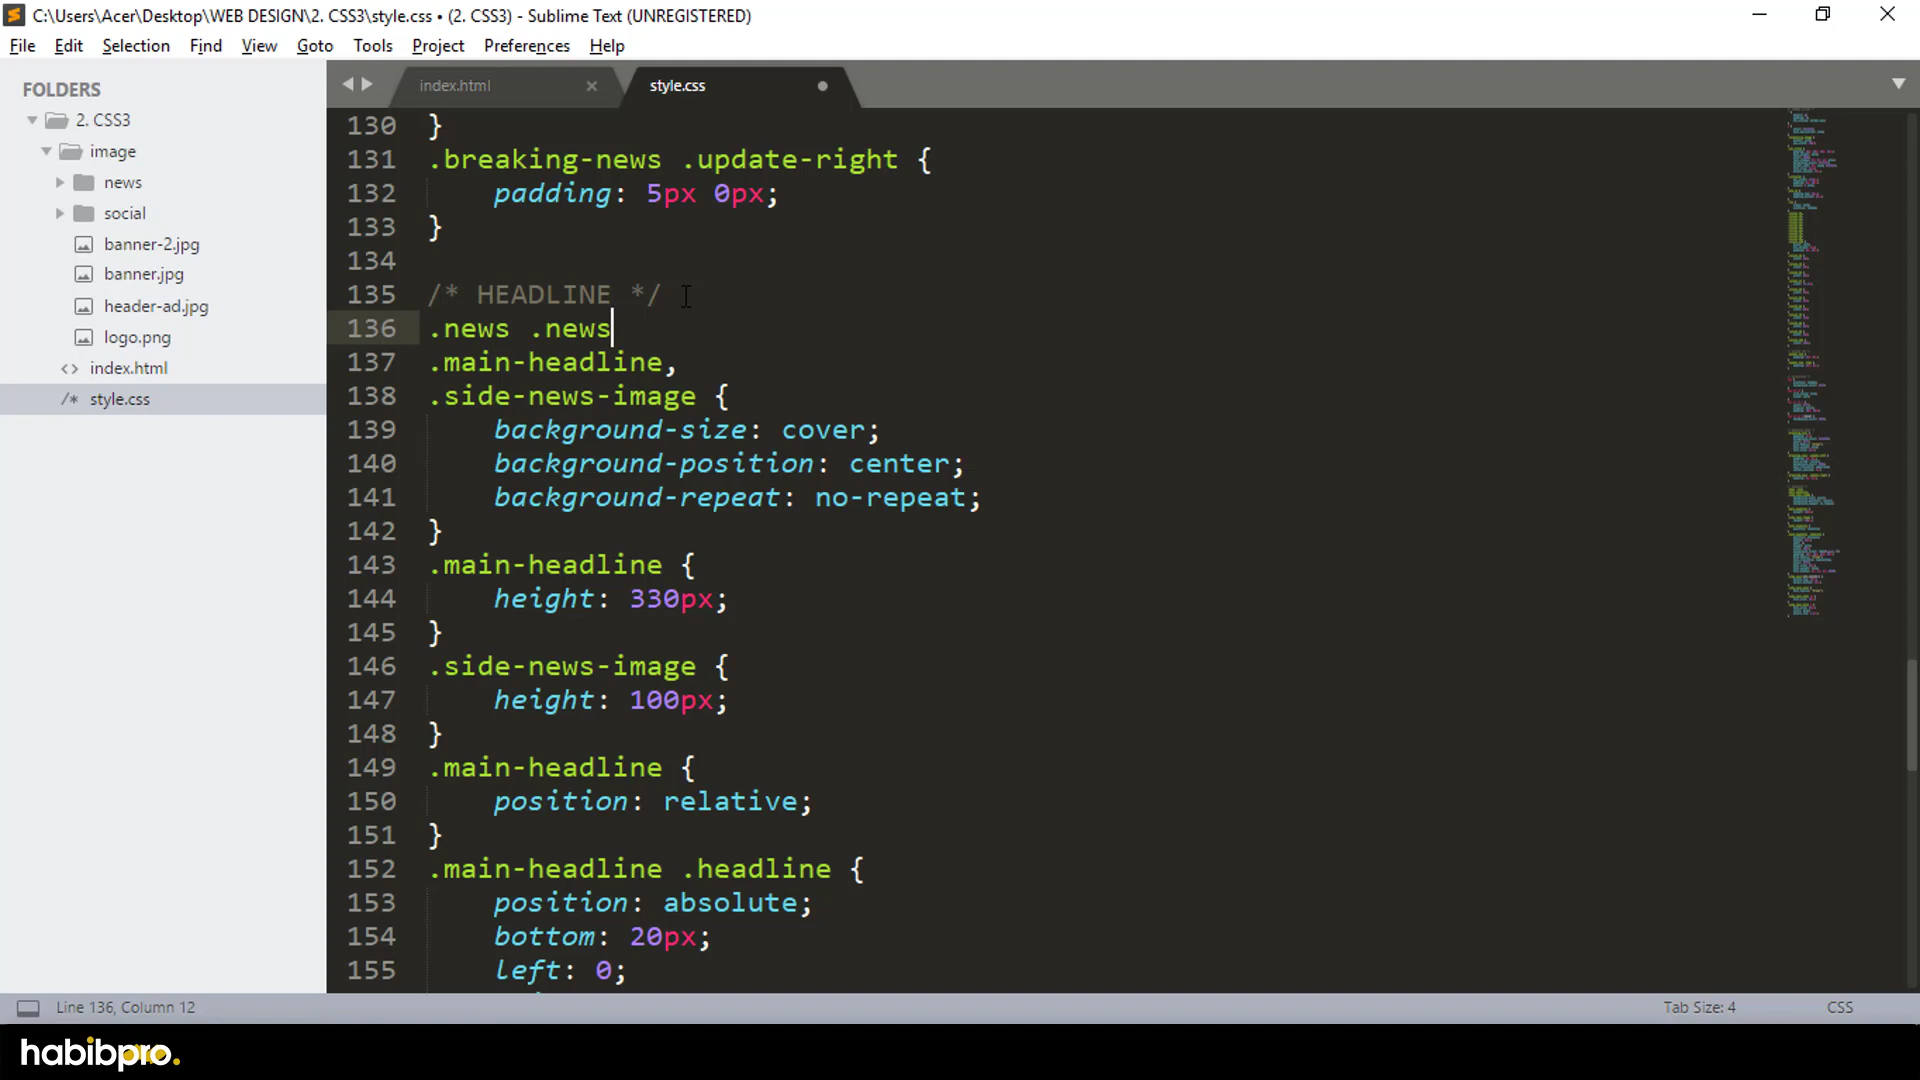 C:\Users\Acer\Desktop\WEB DESIGN\2. CSS3\style.css • (2. CSS3) - Sublime Text (UNREGISTERED)
File Edit Selection Find View Goto Tools Project Preferences Help
FOLDERS
2. CSS3
image
news
social
banner-2.jpg
banner.jpg
header-ad.jpg
logo.png
<> index.html
/* style.css
index.html style.css
130 }
131 .breaking-news .update-right {
132 padding: 5px 0px;
133 }
134
135 /* HEADLINE */
136 .news .news
137 .main-headline,
138 .side-news-image {
139 background-size: cover;
140 background-position: center;
141 background-repeat: no-repeat;
142 }
143 .main-headline {
144 height: 330px;
145 }
146 .side-news-image {
147 height: 100px;
148 }
149 .main-headline {
150 position: relative;
151 }
152 .main-headline .headline {
153 position: absolute;
154 bottom: 20px;
155 left: 0;
Line 136, Column 12 Tab Size: 4 CSS
habibpro.